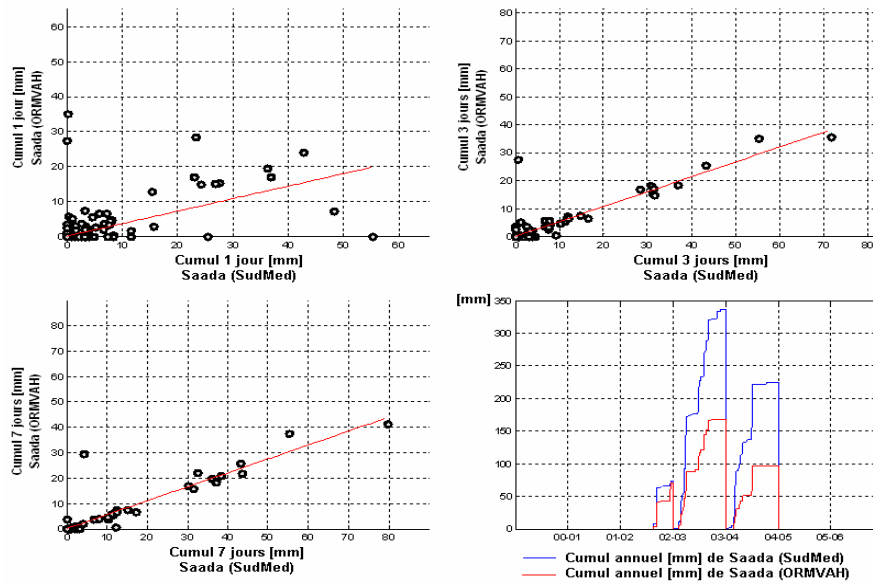 60
50
40
30
20
10
0
0 10 20 30 40 50 60
Cumul 1 jour [mm]
Saada (ORMVAH)
Cumul 1 jour [mm]
Saada (SudMed)
80
70
60
50
40
30
20
10
0
0 10 20 30 40 50 60 70 80
Cumul 3 jours [mm]
Saada (ORMVAH)
Cumul 3 jours [mm]
Saada (SudMed)
80
70
60
50
40
30
20
10
0
0 20 40 60 80
Cumul 7 jours [mm]
Saada (ORMVAH)
Cumul 7 jours [mm]
Saada (SudMed)
[mm]
350
300
250
200
150
100
50
0
00-01 01-02 02-03 03-04 04-05 05-06
Cumul annuel [mm] de Saada (SudMed)
Cumul annuel [mm] de Saada (ORMVAH)